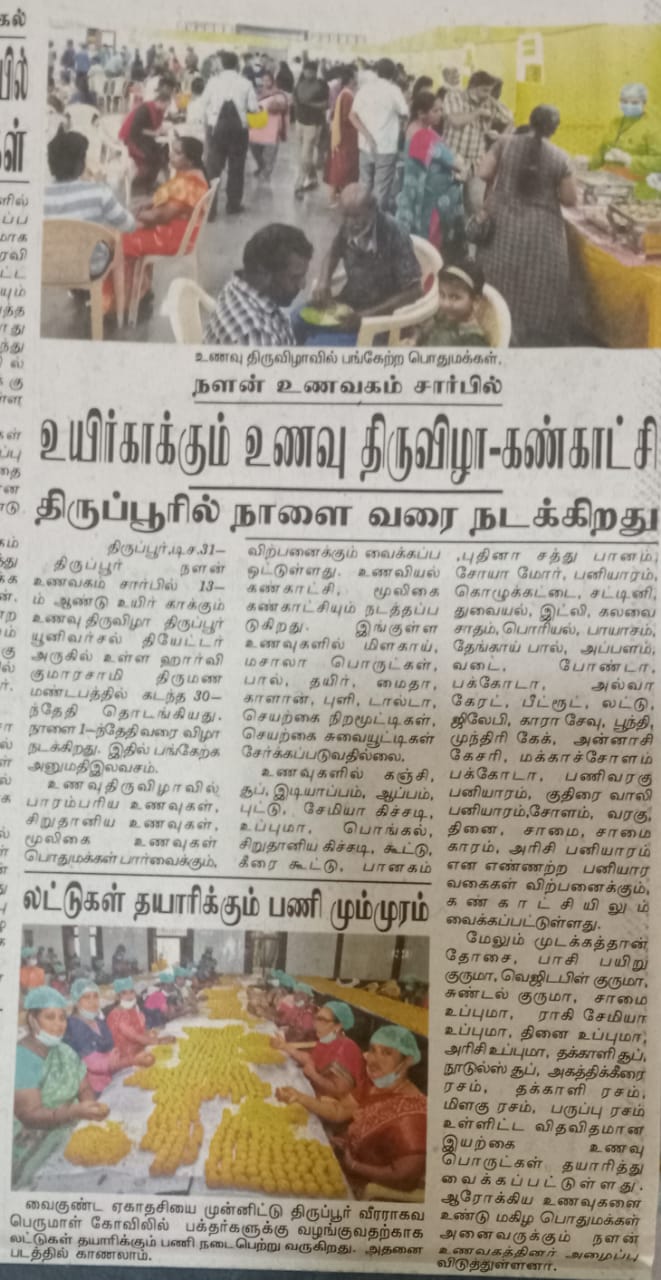 கல்
யில்
கள்
உணவு திருவிழாவில் பங்கேற்ற பொதுமக்கள்.
நளன் உணவகம் சார்பில்
உயிர்காக்கும் உணவு திருவிழா-கண்காட்சி
திருப்பூரில் நாளை வரை நடக்கிறது
திருப்பூர்,டிச.31–
திருப்பூர் நளன்
உணவகம் சார்பில் 13–
ம் ஆண்டு உயிர் காக்கும்
உணவு திருவிழா திருப்பூர்
யூனிவர்சல் தியேட்டர்
அருகில் உள்ள ஹார்வி
குமாரசாமி திருமண
மண்டபத்தில் கடந்த 30–
ந்தேதி தொடங்கியது.
நாளை 1–ந்தேதி வரை விழா
நடக்கிறது. இதில் பங்கேற்க
அனுமதிஇலவசம்.
உணவுதிருவிழாவில்
பாரம்பரிய உணவுகள்,
சிறுதானிய உணவுகள்,
மூலிகை உணவுகள்
பொதுமக்கள் பார்வைக்கும்,
விற்பனைக்கும் வைக்கப்ப
ஒட்டுள்ளது. உணவியல்
கண்காட்சி, மூலிகை
கண்காட்சியும் நடத்தப்ப
டுகிறது. இங்குள்ள
உணவுகளில் மிளகாய்,
மசாலா பொருட்கள்,
பால், தயிர், மைதா,
காளான், புளி, டால்டா,
செயற்கை நிறமூட்டிகள்,
செயற்கை சுவையூட்டிகள்
சேர்க்கப்படுவதில்லை.
உணவுகளில் கஞ்சி,
சூப்,இடியாப்பம், ஆப்பம்,
புட்டு, சேமியா கிச்சடி,
உப்புமா, பொங்கல்,
சிறுதானிய கிச்சடி, கூட்டு,
கீரை கூட்டு, பானகம்
,புதினா சத்து பானம்,
சோயா மோர், பனியாரம்,
கொழுக்கட்டை, சட்டினி,
துவையல், இட்லி, கலவை
சாதம்,பொரியல், பாயாசம்,
தேங்காய் பால், அப்பளம்,
வடை, போண்டா,
பக்கோடா, அல்வா
கேரட், பீட்ரூட், லட்டு,
ஜிலேபி, காரா சேவு, பூந்தி,
முந்திரி கேக், அன்னாசி
கேசரி, மக்காச்சோளம்
பக்கோடா, பணிவரகு
பனியாரம், குதிரை வாலி
பனியாரம்,சோளம், வரகு,
தினை, சாமை, சாமை
காரம், அரிசி பனியாரம்
என எண்ணற்ற பனியார
வகைகள் விற்பனைக்கும்,
கண்காட்சியிலும்
வைக்கப்பட்டுள்ளது.
மேலும் முடக்கத்தான்
தோசை, பாசி பயிறு
குருமா, வெஜிடபிள் குருமா,
சுண்டல் குருமா, சாமை
உப்புமா, ராகி சேமியா
உப்புமா, தினை உப்புமா,
அரிசி உப்புமா, தக்காளி சூப்,
நூடுல்ஸ் சூப், அகத்திக்கீரை
ரசம், தக்காளி ரசம்,
மிளகு ரசம், பருப்பு ரசம்
உள்ளிட்ட விதவிதமான
இயற்கை உணவு
பொருட்கள் தயாரித்து
வைக்கப்பட்டுள்ளது.
ஆரோக்கிய உணவுகளை
உண்டு மகிழ பொதுமக்கள்
அனைவருக்கும் நளன்
உணவகத்தினர் அழைப்பு
விடுத்துள்ளனர்.
லட்டுகள் தயாரிக்கும் பணி மும்முரம்
வைகுண்ட ஏகாதசியை முன்னிட்டு திருப்பூர் வீரராகவ
பெருமாள் கோவிலில் பக்தர்களுக்கு வழங்குவதற்காக
லட்டுகள் தயாரிக்கும் பணி நடைபெற்று வருகிறது. அதனை
படத்தில் காணலாம்.